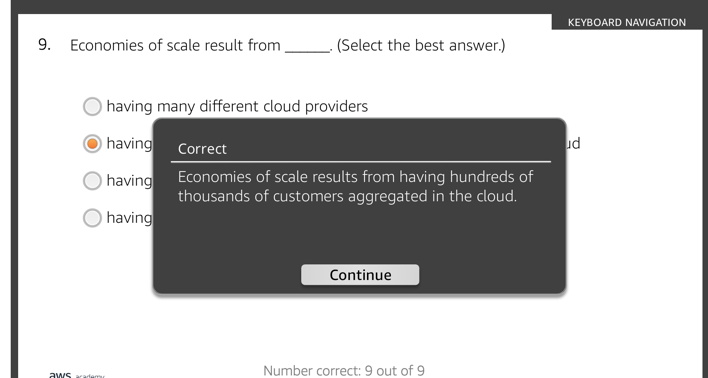 KEYBOARD NAVIGATION
9. Economies of scale result from ______. (Select the best answer.)
having many different cloud providers
having
ud
having
having
Correct
Economies of scale results from having hundreds of
thousands of customers aggregated in the cloud.
Continue
Number correct: 9 out of 9
aws academy